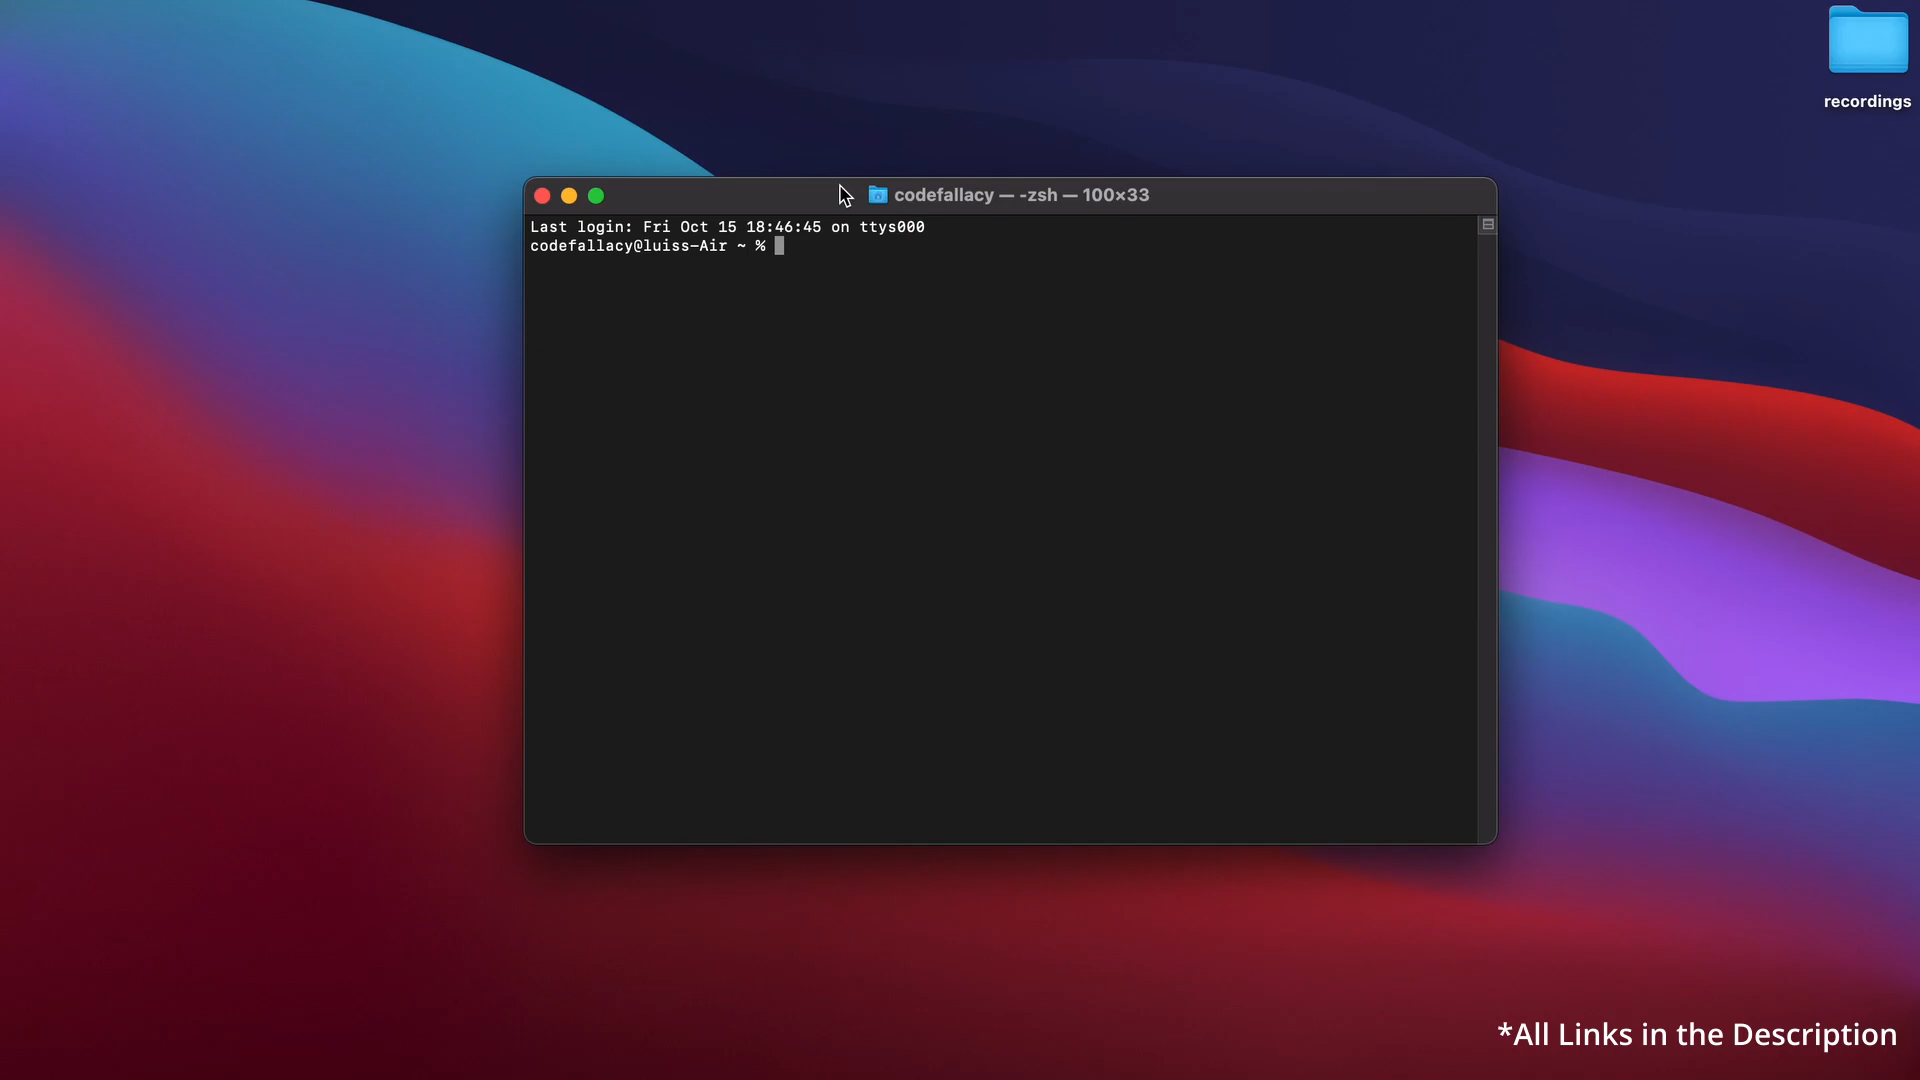 recordings
codefallacy — -zsh — 100×33
Last login: Fri Oct 15 18:46:45 on ttys000
codefallacy@luiss-Air ~ %
*All Links in the Description